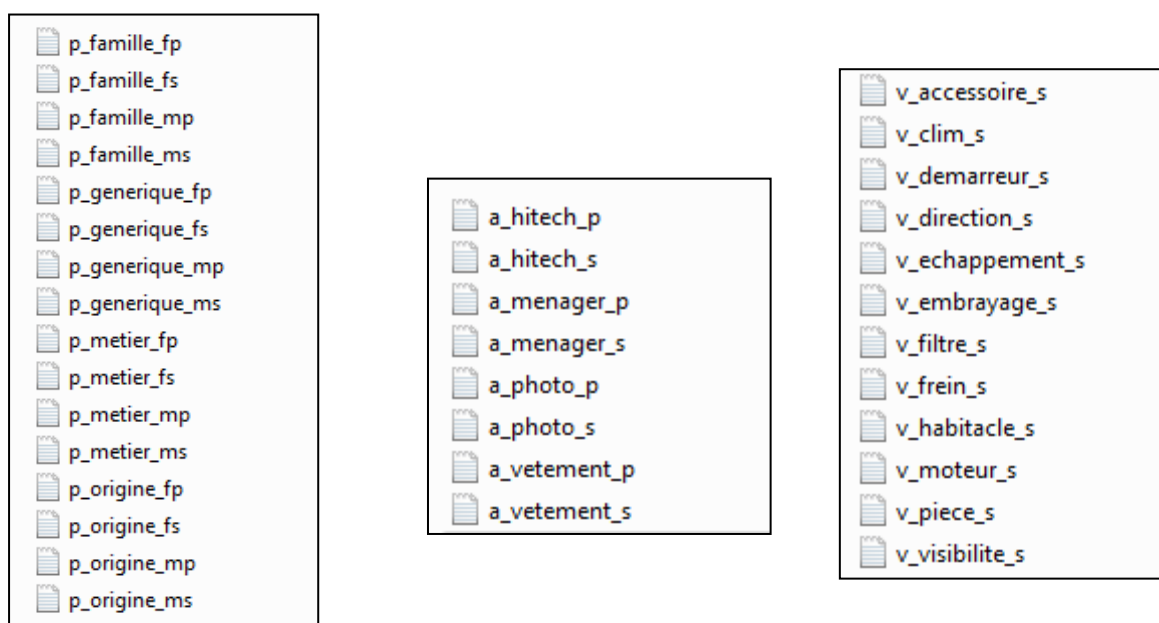 p_famille_fp
p_famille_fs
p_famille_mp
p_famille_ms
p_generique_fp
p_generique_fs
p_generique_mp
p_generique_ms
p_metier_fp
p_metier_fs
p_metier_mp
p_metier_ms
p_origine_fp
p_origine_fs
p_origine_mp
p_origine_ms
a_hitech_p
a_hitech_s
a_menager_p
a_menager_s
a_photo_p
a_photo_s
a_vetement_p
a_vetement_s
v_accessoire_s
v_clim_s
v_demarreur_s
v_direction_s
v_echappement_s
v_embrayage_s
v_filtre_s
v_frein_s
v_habitacle_s
v_moteur_s
v_piece_s
v_visibilite_s